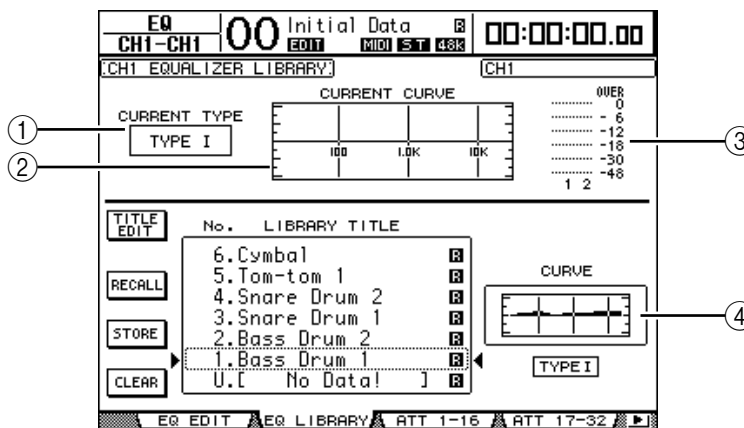 EQ
CH1-CH1
00
Initial Data R
EDIT MIDI ST 48K
00:00:00.00
CH1 EQUALIZER LIBRARY
CH1
CURRENT TYPE
TYPE I
CURRENT CURVE
100 1.0K 10K
OVER
0
-6
-12
-18
-30
-48
1 2
① ② ③ ④
TITLE EDIT
RECALL
STORE
CLEAR
No. LIBRARY TITLE
6.Cymbal R
5.Tom-tom 1 R
4.Snare Drum 2 R
3.Snare Drum 1 R
2.Bass Drum 2 R
1.Bass Drum 1 R
U.[ No Data! ] R
CURVE
TYPE I
EQ EDIT EQ LIBRARY ATT 1-16 ATT 17-32